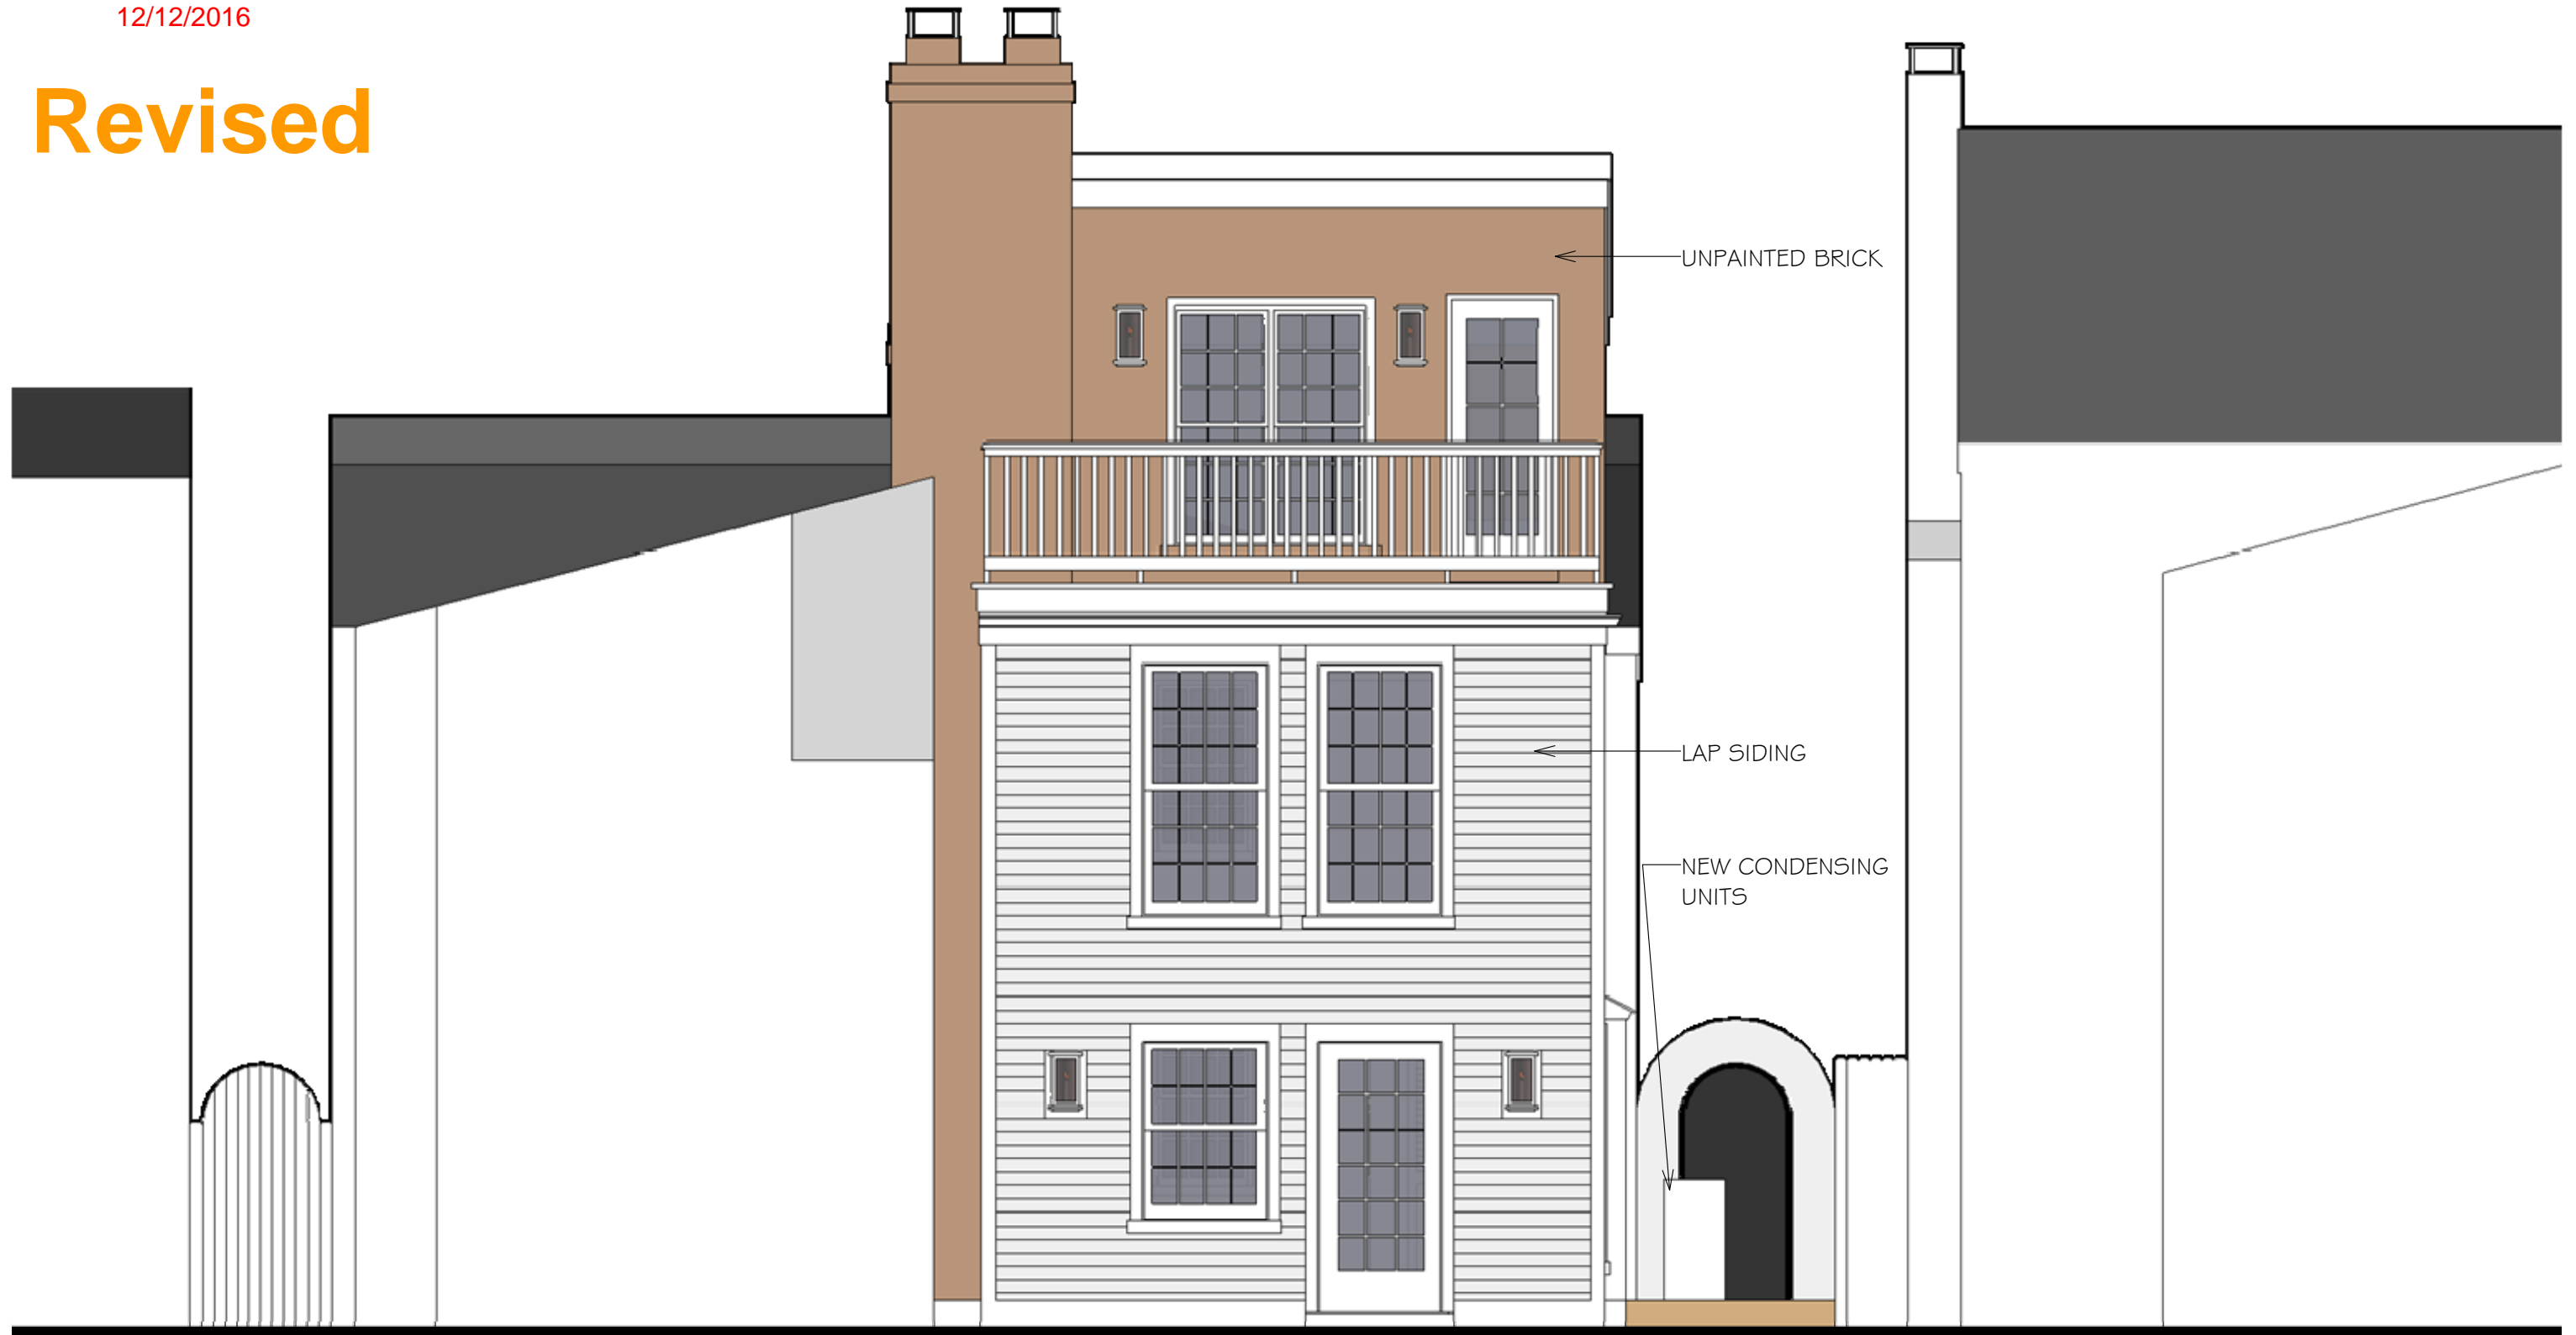 12/12/2016
Revised
UNPAINTED BRICK
LAP SIDING
NEW CONDENSING
UNITS